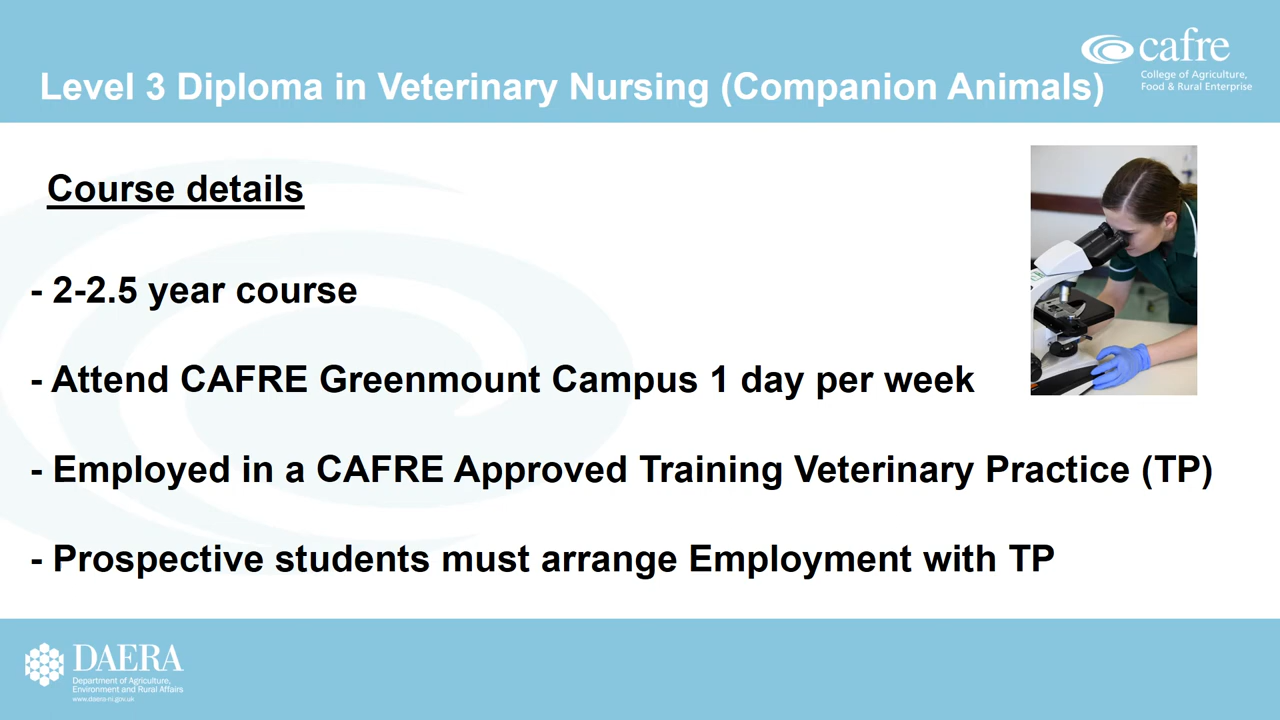 Level 3 Diploma in Veterinary Nursing (Companion Animals)
cafre
College of Agriculture,
Food & Rural Enterprise
Course details
- 2-2.5 year course
- Attend CAFRE Greenmount Campus 1 day per week
- Employed in a CAFRE Approved Training Veterinary Practice (TP)
- Prospective students must arrange Employment with TP
DAERA
Department of Agriculture,
Environment and Rural Affairs
www.daera-ni.gov.uk